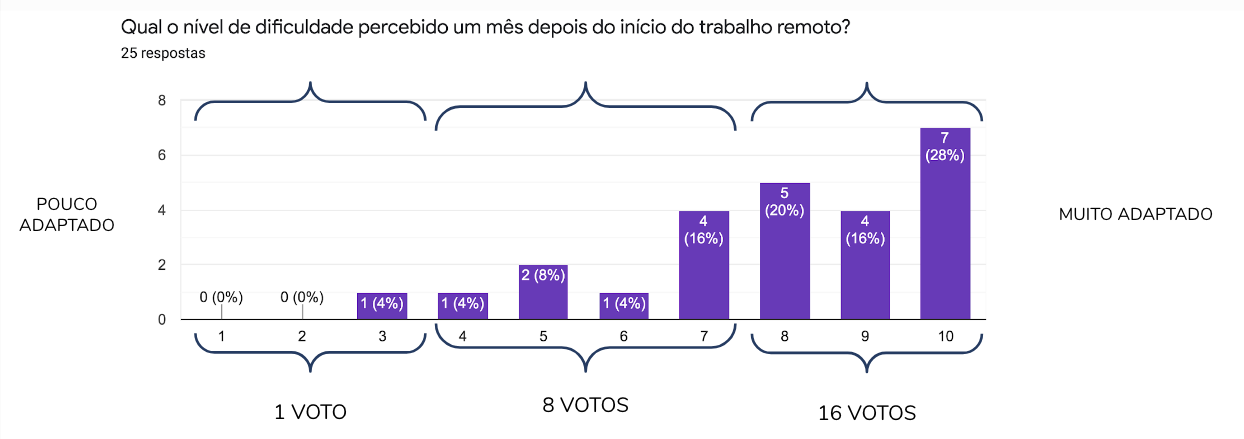 Qual o nível de dificuldade percebido um mês depois do início do trabalho remoto?
25 respostas
8
6
4
2
0
POUCO
ADAPTADO
MUITO ADAPTADO
0 (0%)
0 (0%)
1 (4%)
1 (4%)
2 (8%)
1 (4%)
4
(16%)
5
(20%)
4
(16%)
7
(28%)
1 2 3 4 5 6 7 8 9 10
1 VOTO
8 VOTOS
16 VOTOS